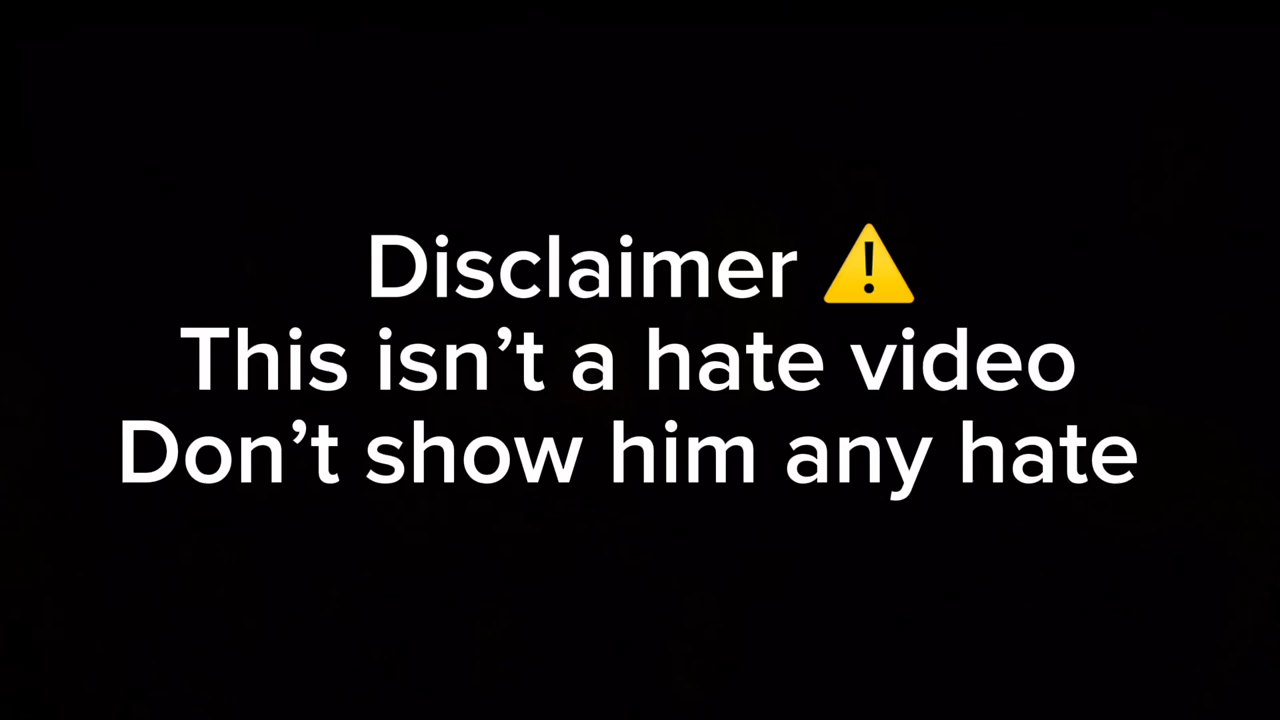 Disclaimer ⚠️
This isn’t a hate video
Don’t show him any hate